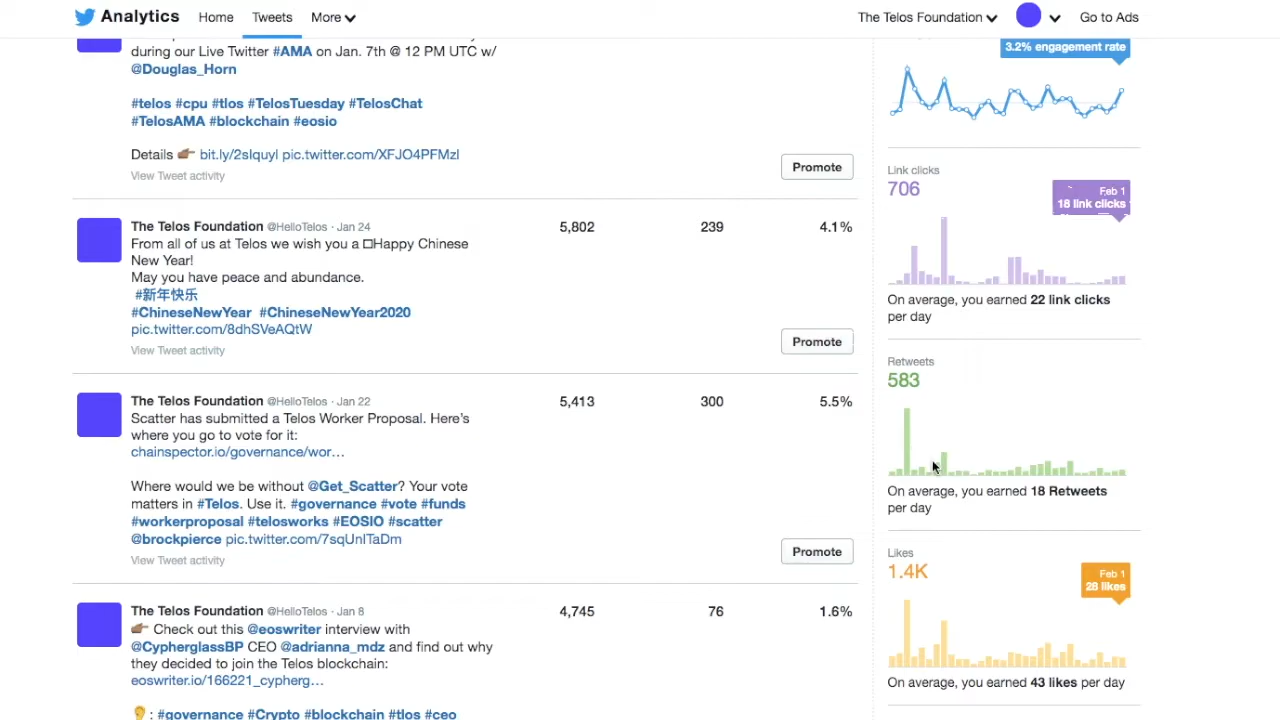 Analytics Home Tweets More The Telos Foundation Go to Ads
during our Live Twitter #AMA on Jan. 7th @ 12 PM UTC w/
@Douglas_Horn
#telos #cpu #tlos #TelosTuesday #TelosChat
#TelosAMA #blockchain #eosio
Details 👉🏽 bit.ly/2sIquyl pic.twitter.com/XFJO4PFMzl
View Tweet activity
Promote
The Telos Foundation @HelloTelos · Jan 24 5,802 239 4.1%
From all of us at Telos we wish you a Happy Chinese
New Year!
May you have peace and abundance.
#新年快乐
#ChineseNewYear #ChineseNewYear2020
pic.twitter.com/8dhSVeAQtW
View Tweet activity
Promote
The Telos Foundation @HelloTelos · Jan 22 5,413 300 5.5%
Scatter has submitted a Telos Worker Proposal. Here's
where you go to vote for it:
chainspector.io/governance/wor…
Where would we be without @Get_Scatter? Your vote
matters in #Telos. Use it. #governance #vote #funds
#workerproposal #telosworks #EOSIO #scatter
@brockpierce pic.twitter.com/7sqUnlTaDm
View Tweet activity
Promote
The Telos Foundation @HelloTelos · Jan 8 4,745 76 1.6%
👉🏽 Check out this @eoswriter interview with
@CypherglassBP CEO @adrianna_mdz and find out why
they decided to join the Telos blockchain:
eoswriter.io/166221_cypherg…
👂: #governance #Crypto #blockchain #tlos #ceo
3.2% engagement rate
Link clicks
706
Feb 1
18 link clicks
On average, you earned 22 link clicks
per day
Retweets
583
On average, you earned 18 Retweets
per day
Likes
1.4K
Feb 1
28 likes
On average, you earned 43 likes per day